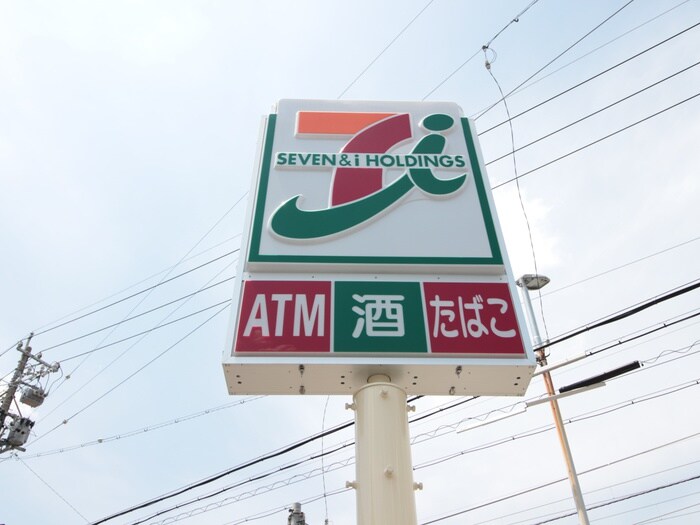 SEVEN & i HOLDINGS
ATM 酒 たばこ